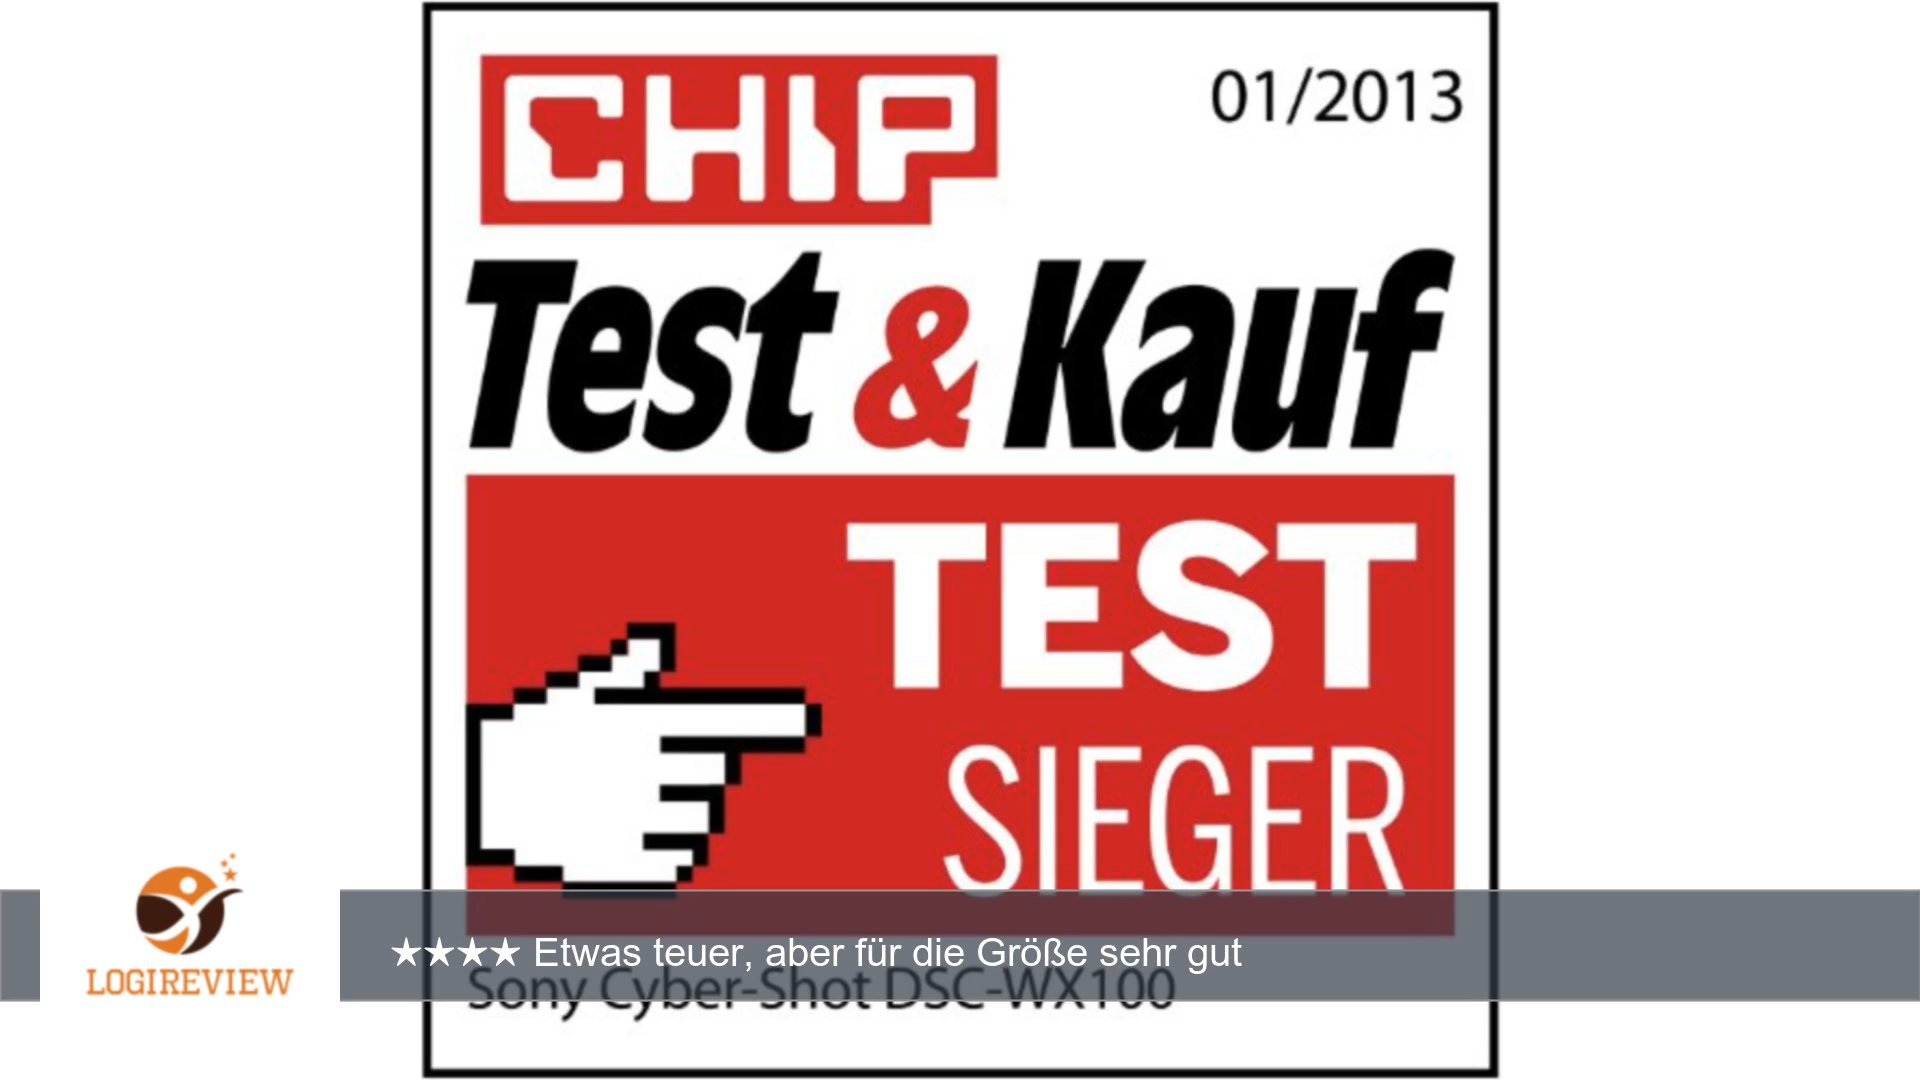 CHIP
01/2013
Test & Kauf
TEST
SIEGER
★★★★ Etwas teuer, aber für die Größe sehr gut
Sony Cyber-Shot DSC-WX100
LOGIREVIEW